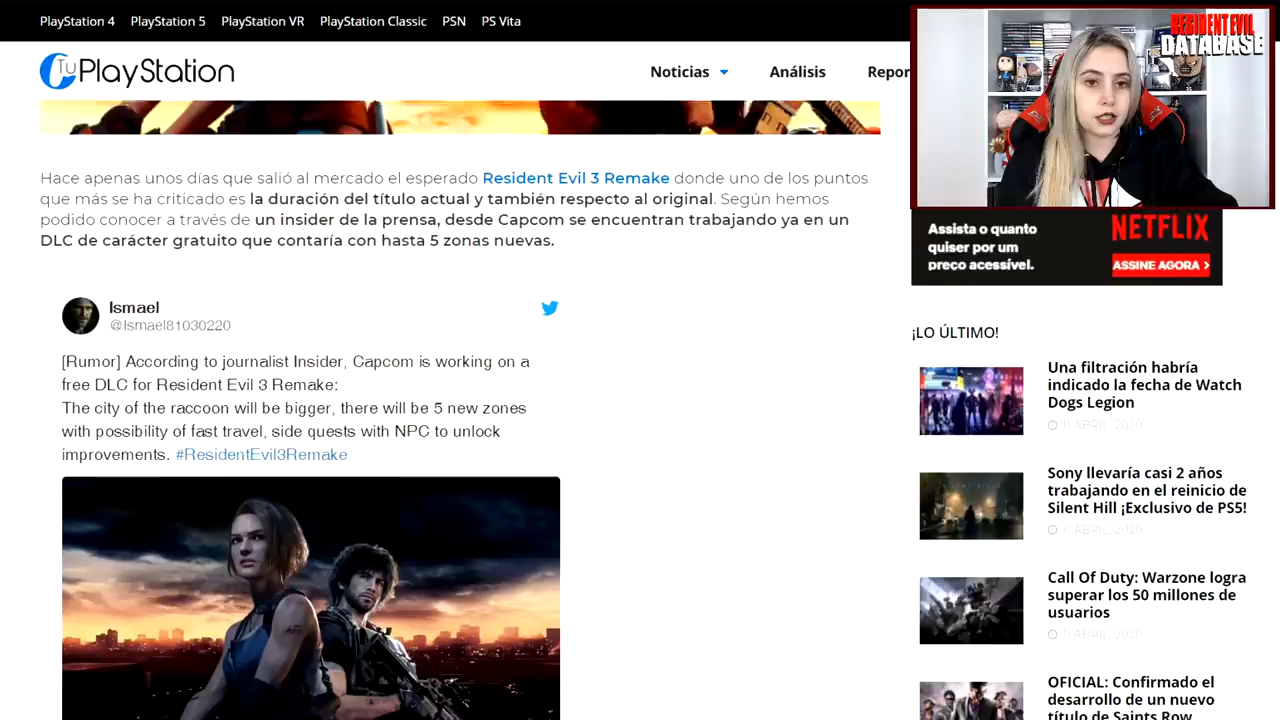 PlayStation 4 PlayStation 5 PlayStation VR PlayStation Classic PSN PS Vita
TuPlayStation
Noticias Análisis
RESIDENT EVIL
DATABASE
Hace apenas unos días que salió al mercado el esperado Resident Evil 3 Remake donde uno de los puntos
que más se ha criticado es la duración del título actual y también respecto al original. Según hemos
podido conocer a través de un insider de la prensa, desde Capcom se encuentran trabajando ya en un
DLC de carácter gratuito que contaría con hasta 5 zonas nuevas.
Ismael
@Ismael81030220
[Rumor] According to journalist Insider, Capcom is working on a
free DLC for Resident Evil 3 Remake:
The city of the raccoon will be bigger, there will be 5 new zones
with possibility of fast travel, side quests with NPC to unlock
improvements. #ResidentEvil3Remake
Assista o quanto
quiser por um
preço acessível.
NETFLIX
ASSINE AGORA >
¡LO ÚLTIMO!
Una filtración habría
indicado la fecha de Watch
Dogs Legion
11 ABRIL, 2020
Sony llevaría casi 2 años
trabajando en el reinicio de
Silent Hill ¡Exclusivo de PS5!
11 ABRIL, 2020
Call Of Duty: Warzone logra
superar los 50 millones de
usuarios
11 ABRIL, 2020
OFICIAL: Confirmado el
desarrollo de un nuevo
título de Saints Row